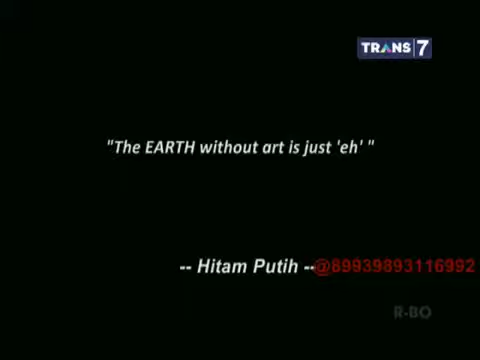 TRANS 7
"The EARTH without art is just 'eh' "
-- Hitam Putih --@89939893116992
R-BO